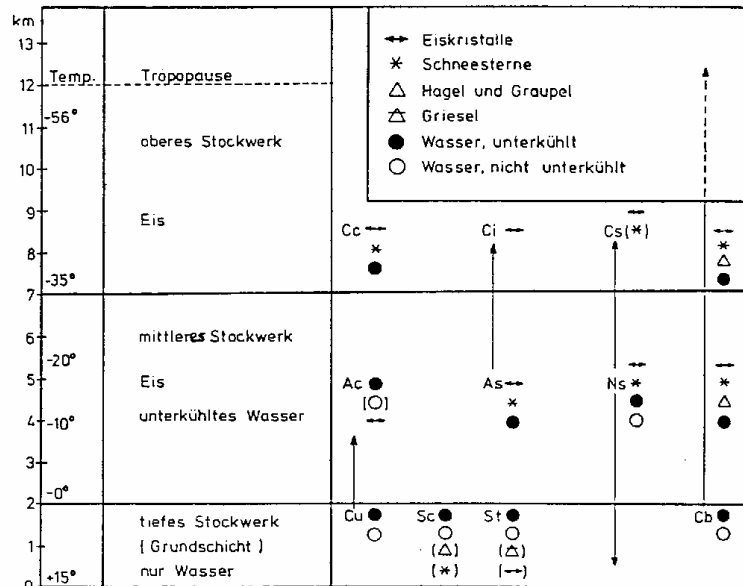 km
13
12
11
10
9
8
7
6
5
4
3
2
1
0
Temp.
-56°
-35°
-20°
-10°
-0°
+15°
Tropopause
oberes Stockwerk
Eis
mittleres Stockwerk
Eis
unterkühltes Wasser
tiefes Stockwerk
(Grundschicht)
nur Wasser
Eiskristalle
Schneesterne
Hagel und Graupel
Griesel
Wasser, unterkühlt
Wasser, nicht unterkühlt
Cc
Ci
Cs
Ac
As
Ns
Cu
Sc
St
Cb